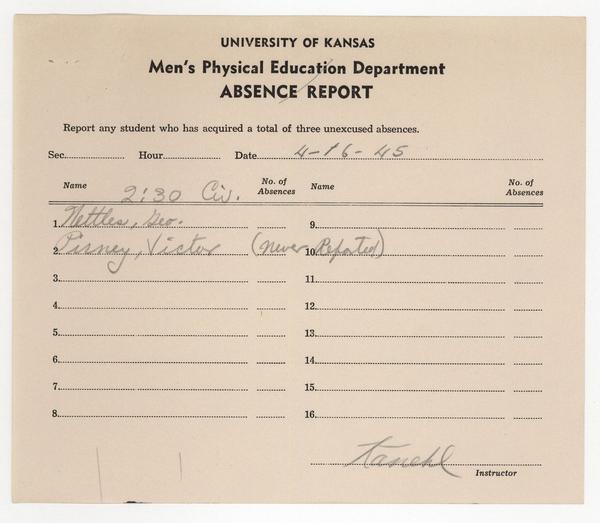 UNIVERSITY OF KANSAS
Men's Physical Education Department
ABSENCE REPORT
Report any student who has acquired a total of three unexcused absences.
Sec. Hour Date 4-16-45
Name No. of Absences Name No. of Absences
2:30 Civ.
1. Nettles, Geo. 9.
2. Pirney, Victor (Never Reported) 10.
3. 11.
4. 12.
5. 13.
6. 14.
7. 15.
8. 16.
Instructor